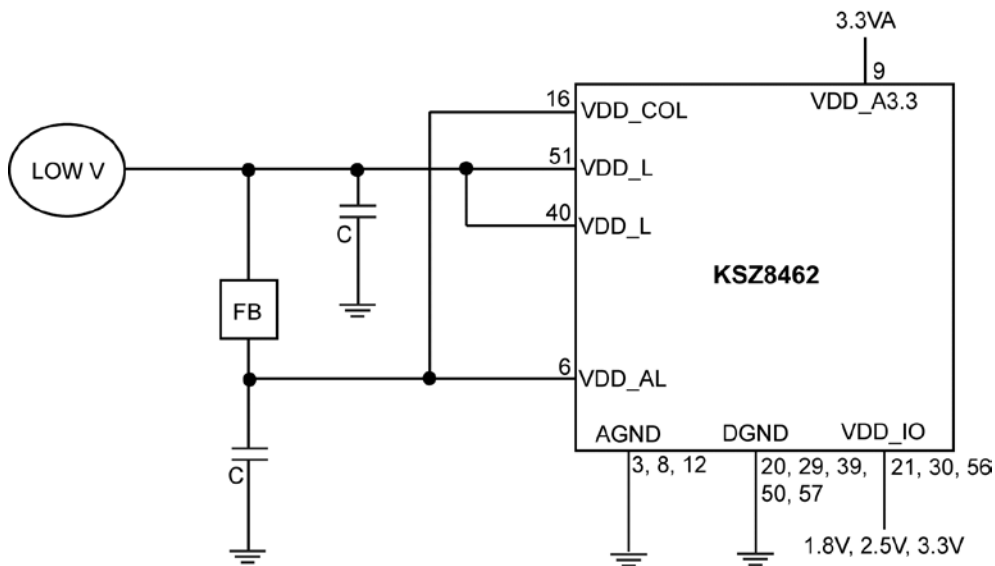 3.3VA
9
VDD_A3.3
16
VDD_COL
LOW V
51
VDD_L
40
VDD_L
C
KSZ8462
FB
6
VDD_AL
C
AGND
DGND
VDD_IO
3, 8, 12
20, 29, 39,
50, 57
21, 30, 56
1.8V, 2.5V, 3.3V